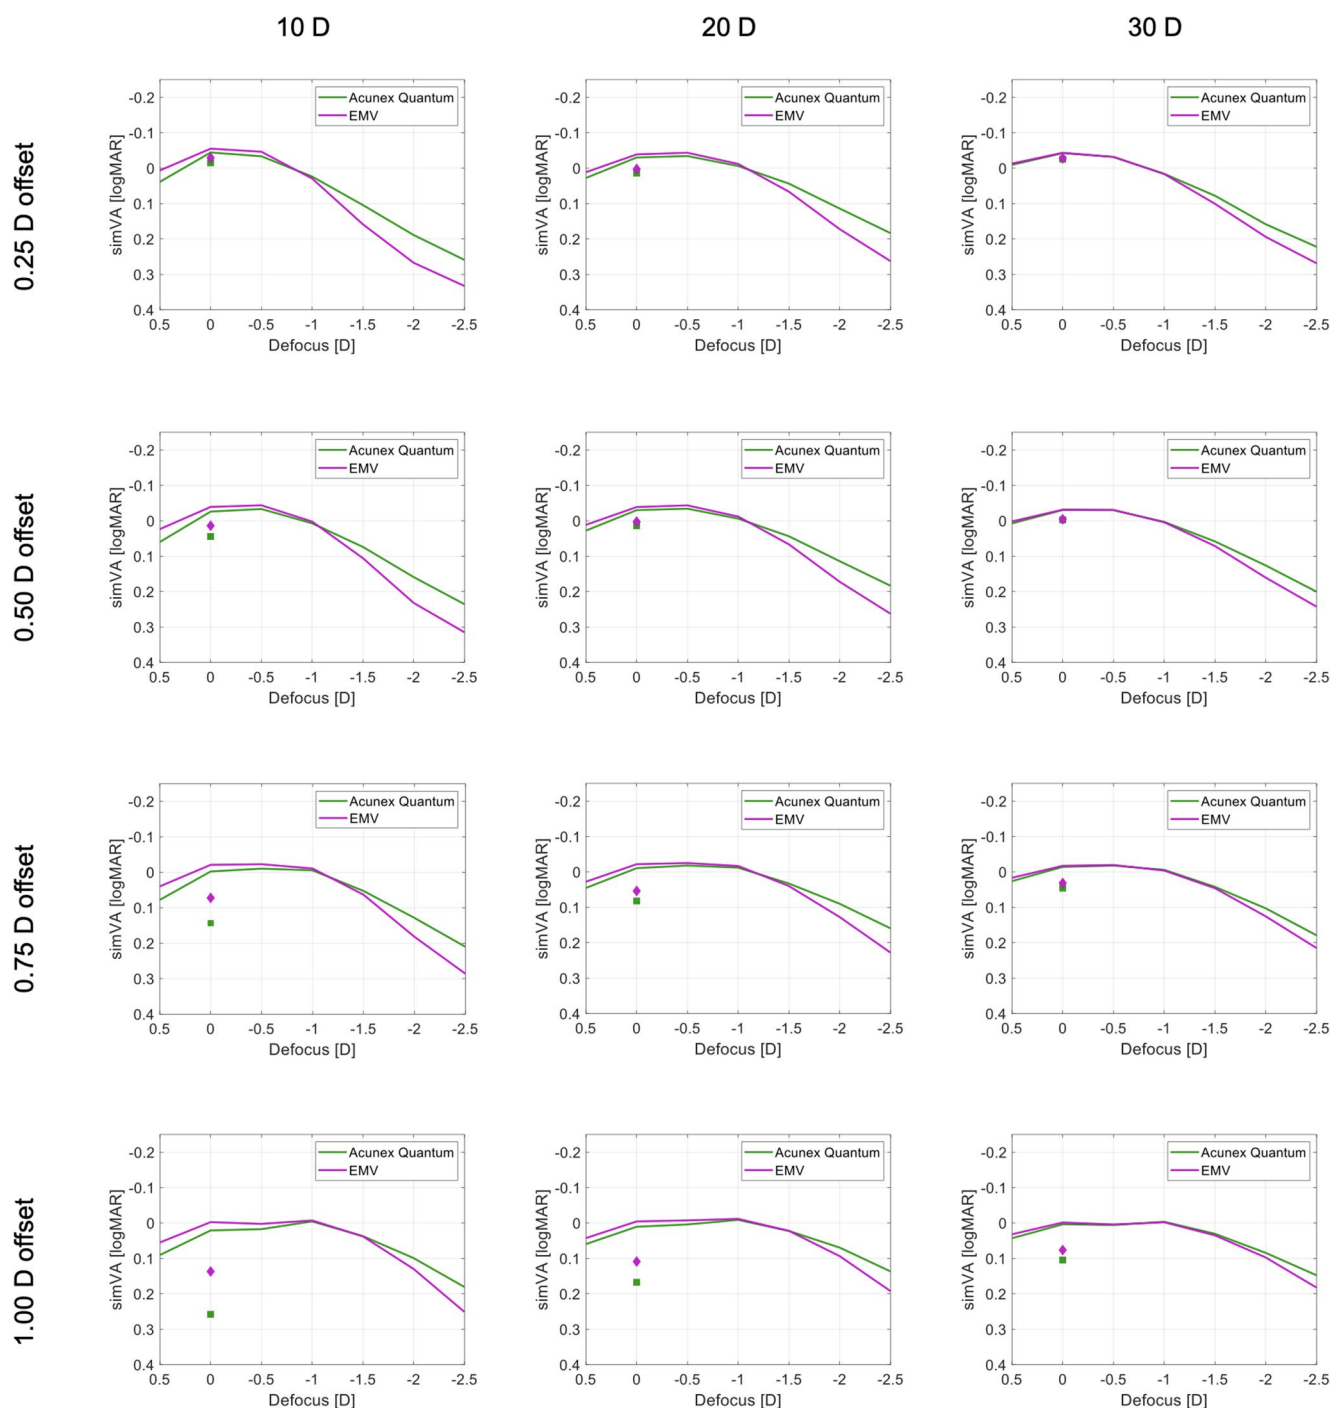 10 D 20 D 30 D
0.25 D offset
-0.2
-0.1
0
0.1
0.2
0.3
0.4
simVA [logMAR]
Acunex Quantum
EMV
0.5 0 -0.5 -1 -1.5 -2 -2.5
Defocus [D]
-0.2
-0.1
0
0.1
0.2
0.3
0.4
simVA [logMAR]
Acunex Quantum
EMV
0.5 0 -0.5 -1 -1.5 -2 -2.5
Defocus [D]
-0.2
-0.1
0
0.1
0.2
0.3
0.4
simVA [logMAR]
Acunex Quantum
EMV
0.5 0 -0.5 -1 -1.5 -2 -2.5
Defocus [D]
0.50 D offset
-0.2
-0.1
0
0.1
0.2
0.3
0.4
simVA [logMAR]
Acunex Quantum
EMV
0.5 0 -0.5 -1 -1.5 -2 -2.5
Defocus [D]
-0.2
-0.1
0
0.1
0.2
0.3
0.4
simVA [logMAR]
Acunex Quantum
EMV
0.5 0 -0.5 -1 -1.5 -2 -2.5
Defocus [D]
-0.2
-0.1
0
0.1
0.2
0.3
0.4
simVA [logMAR]
Acunex Quantum
EMV
0.5 0 -0.5 -1 -1.5 -2 -2.5
Defocus [D]
0.75 D offset
-0.2
-0.1
0
0.1
0.2
0.3
0.4
simVA [logMAR]
Acunex Quantum
EMV
0.5 0 -0.5 -1 -1.5 -2 -2.5
Defocus [D]
-0.2
-0.1
0
0.1
0.2
0.3
0.4
simVA [logMAR]
Acunex Quantum
EMV
0.5 0 -0.5 -1 -1.5 -2 -2.5
Defocus [D]
-0.2
-0.1
0
0.1
0.2
0.3
0.4
simVA [logMAR]
Acunex Quantum
EMV
0.5 0 -0.5 -1 -1.5 -2 -2.5
Defocus [D]
1.00 D offset
-0.2
-0.1
0
0.1
0.2
0.3
0.4
simVA [logMAR]
Acunex Quantum
EMV
0.5 0 -0.5 -1 -1.5 -2 -2.5
Defocus [D]
-0.2
-0.1
0
0.1
0.2
0.3
0.4
simVA [logMAR]
Acunex Quantum
EMV
0.5 0 -0.5 -1 -1.5 -2 -2.5
Defocus [D]
-0.2
-0.1
0
0.1
0.2
0.3
0.4
simVA [logMAR]
Acunex Quantum
EMV
0.5 0 -0.5 -1 -1.5 -2 -2.5
Defocus [D]